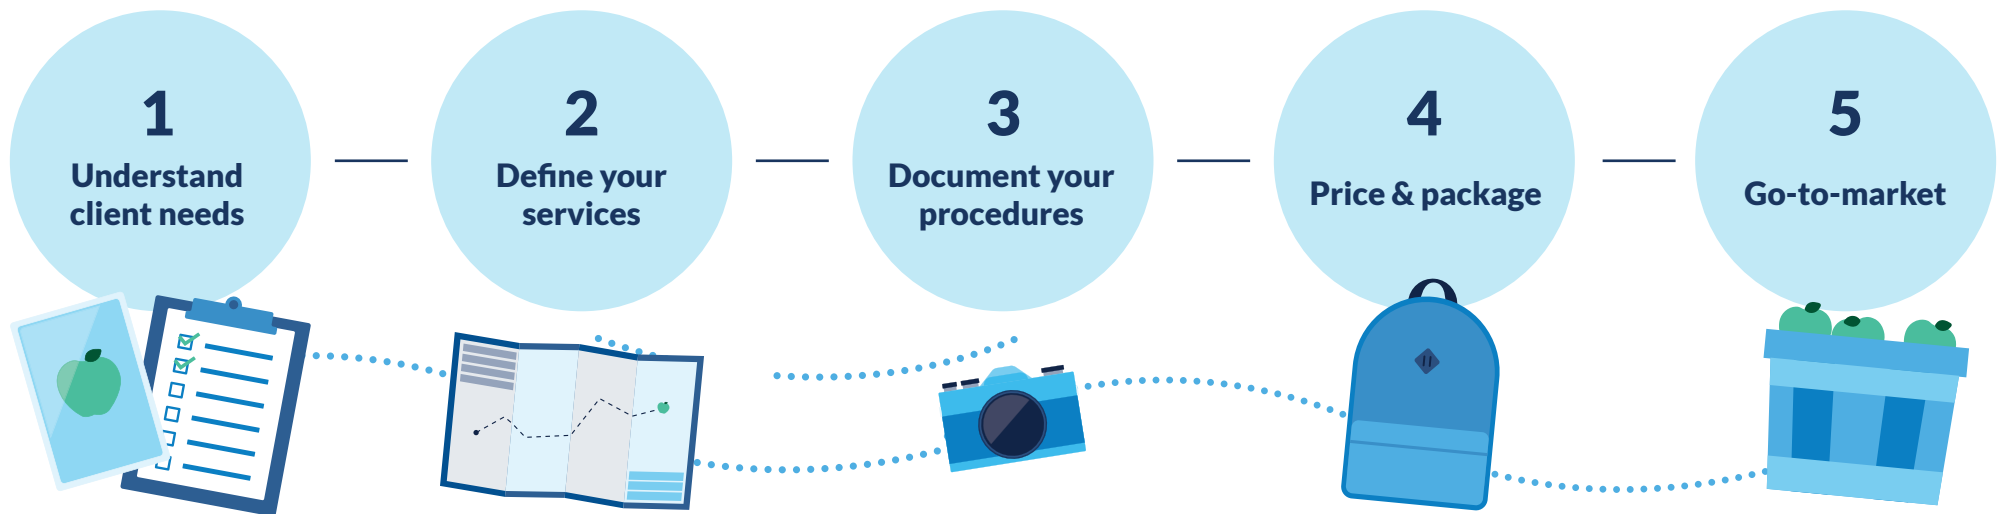 1
Understand
client needs
2
Define your
services
3
Document your
procedures
4
Price & package
5
Go-to-market